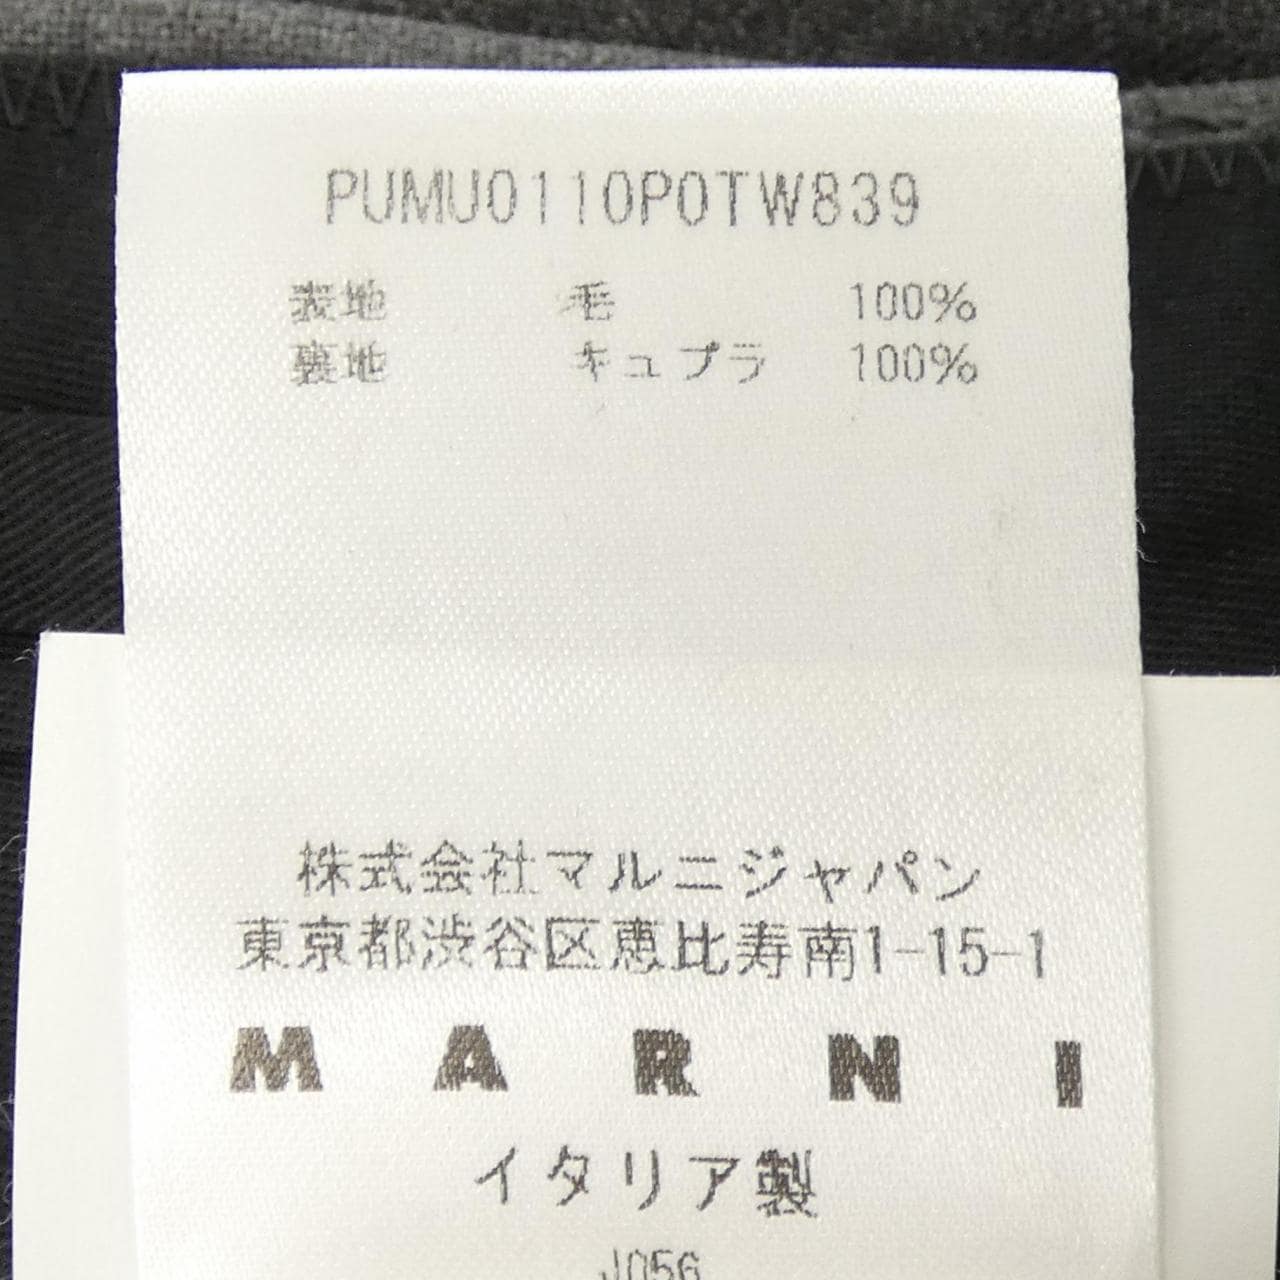 PUMU0110P0TW839
表地 毛 100%
裏地 キュプラ 100%
株式会社マルニジャパン
東京都渋谷区恵比寿南1-15-1
MARNI
イタリア製
J056